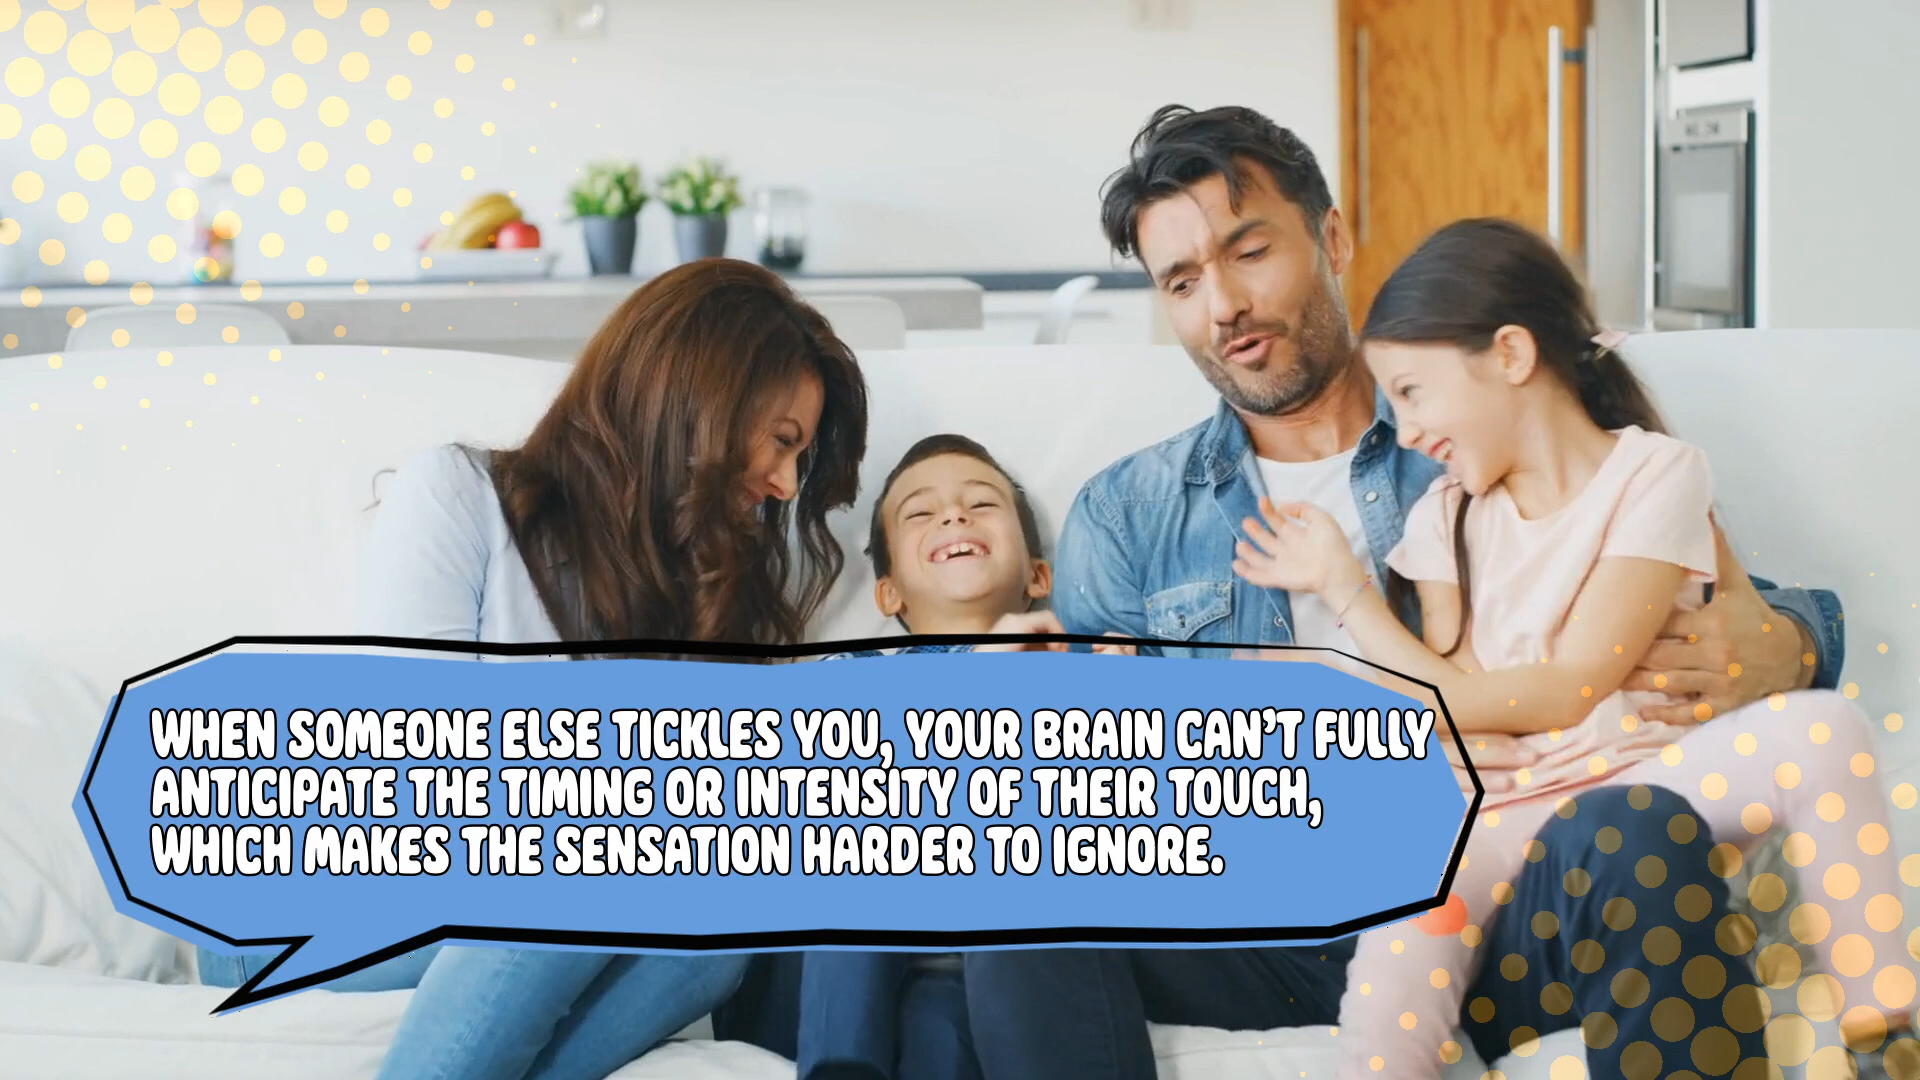 WHEN SOMEONE ELSE TICKLES YOU, YOUR BRAIN CAN'T FULLY
ANTICIPATE THE TIMING OR INTENSITY OF THEIR TOUCH,
WHICH MAKES THE SENSATION HARDER TO IGNORE.